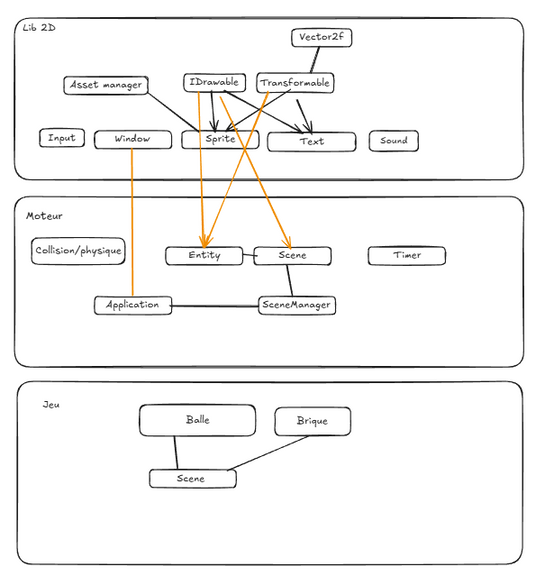 Lib 2D
Vector2f
Asset manager
IDrawable
Transformable
Input
Window
Sprite
Text
Sound
Moteur
Collision/physique
Entity
Scene
Timer
Application
SceneManager
Jeu
Balle
Brique
Scene